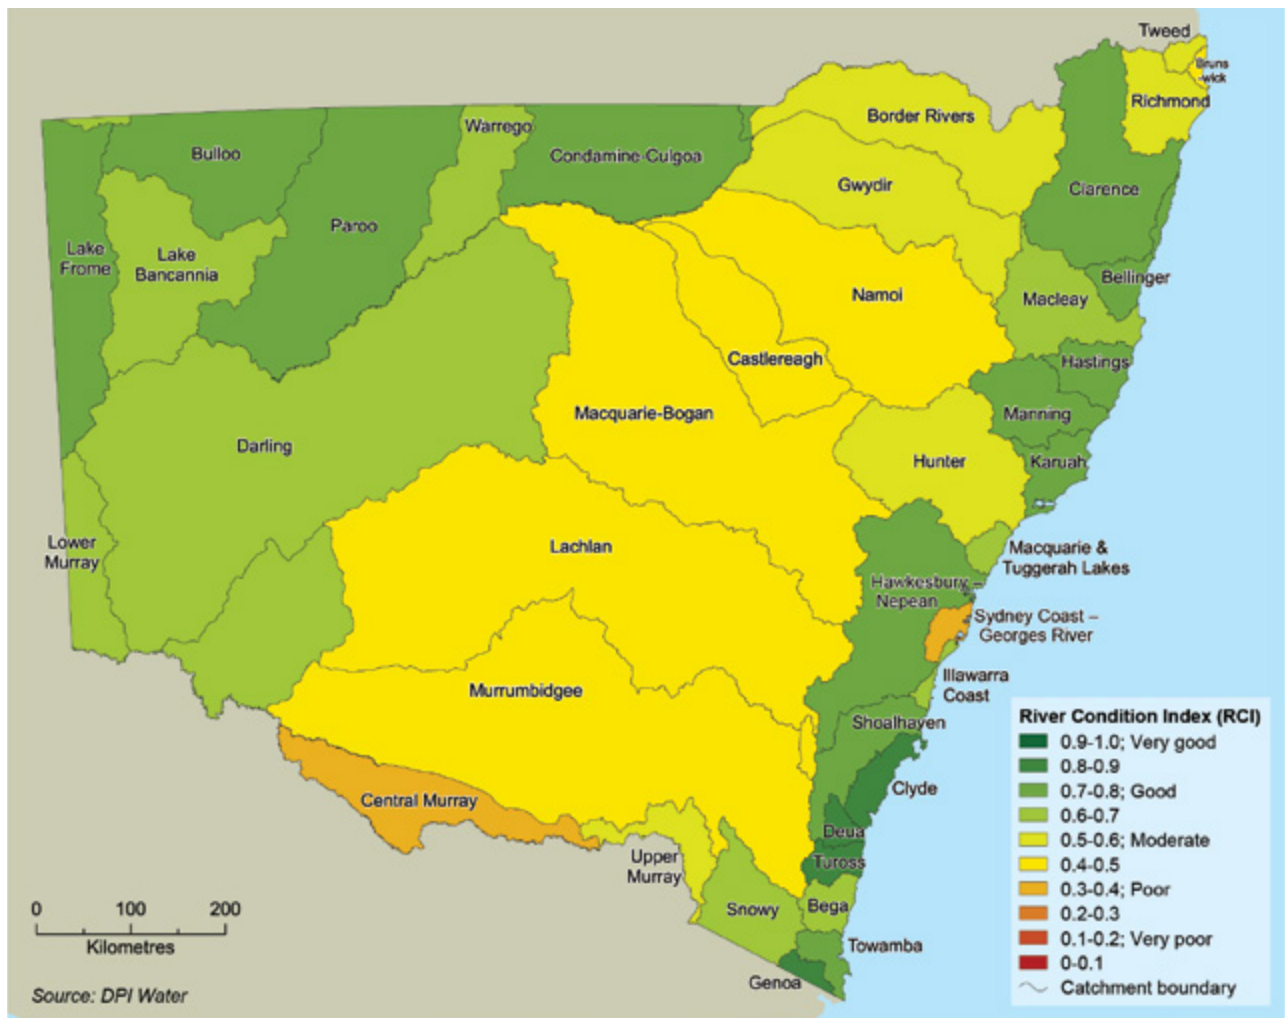 Tweed
Bruns
-wick
Richmond
Border Rivers
Warrego
Bulloo
Condamine-Culgoa
Gwydir
Clarence
Paroo
Lake
Frome
Lake
Bancannia
Bellinger
Macleay
Namoi
Castlereagh
Hastings
Macquarie-Bogan
Manning
Darling
Hunter
Karuah
Lower
Murray
Lachlan
Macquarie &
Tuggerah Lakes
Hawkesbury –
Nepean
Sydney Coast –
Georges River
Murrumbidgee
Illawarra
Coast
Shoalhaven
Clyde
Central Murray
Deua
Tuross
Upper
Murray
Snowy
Bega
Towamba
Genoa
River Condition Index (RCI)
0.9-1.0; Very good
0.8-0.9
0.7-0.8; Good
0.6-0.7
0.5-0.6; Moderate
0.4-0.5
0.3-0.4; Poor
0.2-0.3
0.1-0.2; Very poor
0-0.1
Catchment boundary
0 100 200
Kilometres
Source: DPI Water